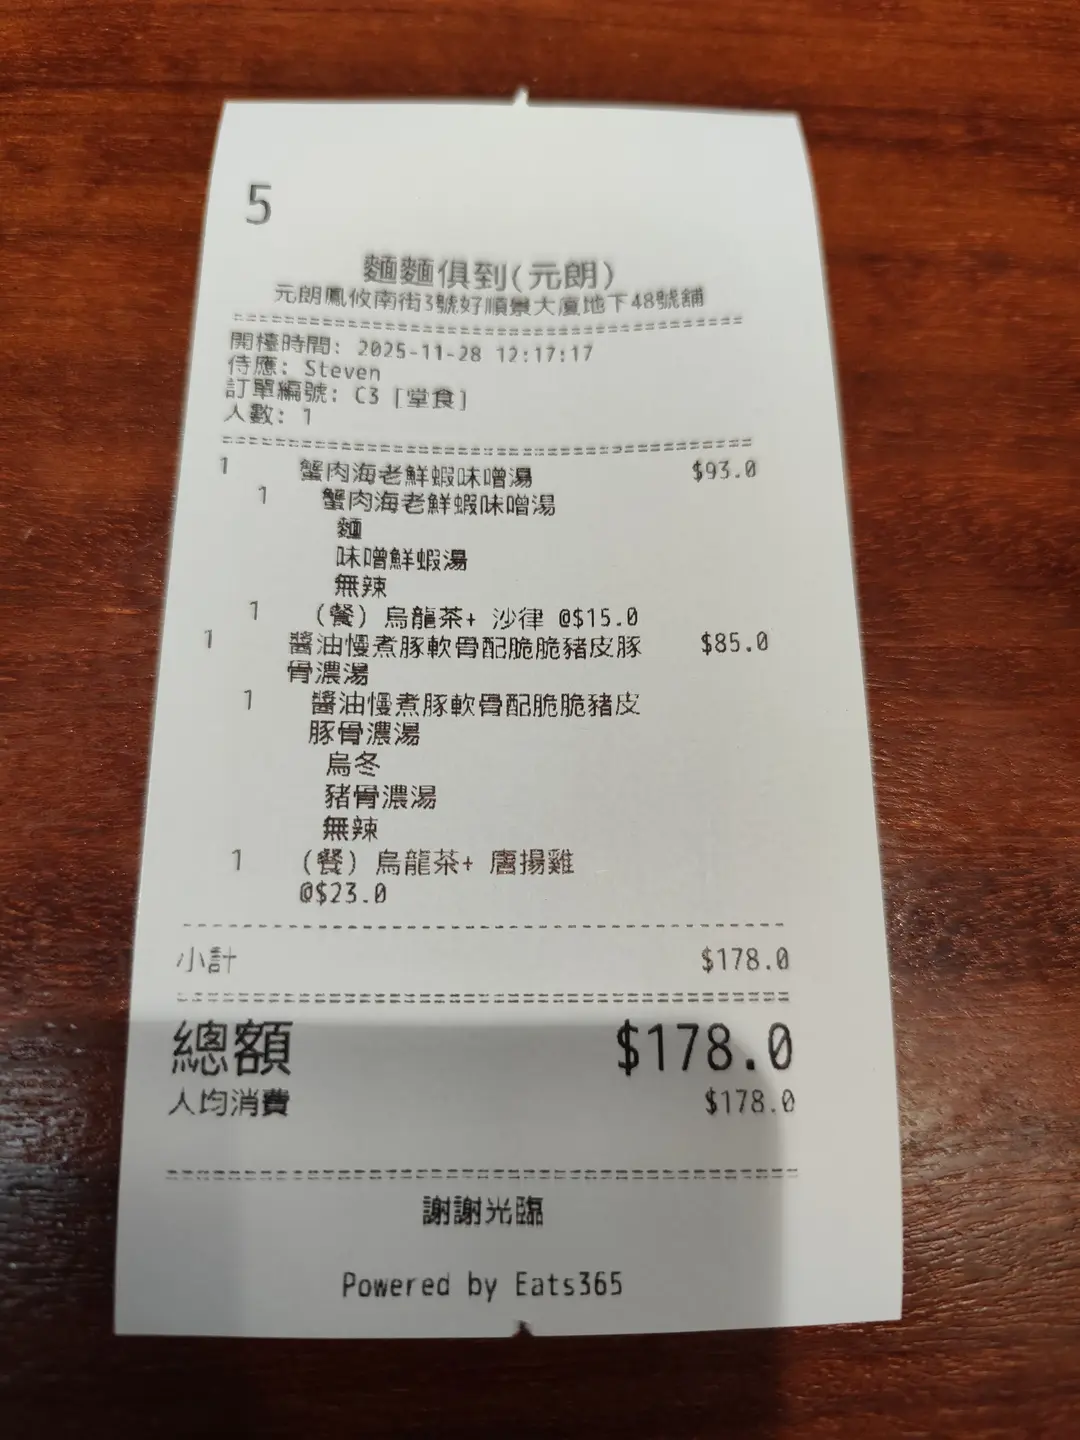 5
麵麵俱到(元朗)
元朗鳳攸南街3號好順景大廈地下48號舖
開檯時間: 2025-11-28 12:17:17
侍應: Steven
訂單編號: C3 [堂食]
人數: 1
1 蟹肉海老鮮蝦味噌湯 $93.0
1 蟹肉海老鮮蝦味噌湯
麵
味噌鮮蝦湯
無辣
1 (餐) 烏龍茶+ 沙律 @$15.0
1 醬油慢煮豚軟骨配脆脆豬皮豚 $85.0
骨濃湯
1 醬油慢煮豚軟骨配脆脆豬皮
豚骨濃湯
烏冬
豬骨濃湯
無辣
1 (餐) 烏龍茶+ 唐揚雞
@$23.0
小計 $178.0
總額 $178.0
人均消費 $178.0
謝謝光臨
Powered by Eats365